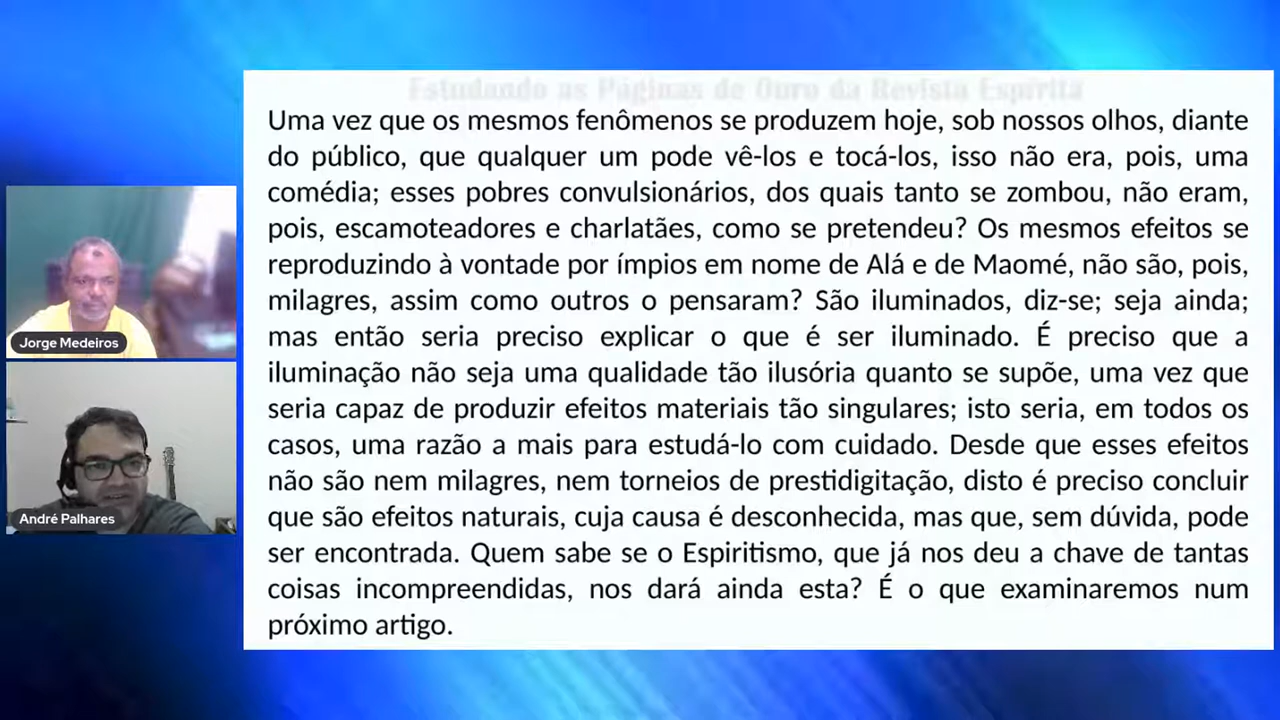 Estudando as Páginas de Ouro da Revista Espírita
Uma vez que os mesmos fenômenos se produzem hoje, sob nossos olhos, diante
do público, que qualquer um pode vê-los e tocá-los, isso não era, pois, uma
comédia; esses pobres convulsionários, dos quais tanto se zombou, não eram,
pois, escamoteadores e charlatães, como se pretendeu? Os mesmos efeitos se
reproduzindo à vontade por ímpios em nome de Alá e de Maomé, não são, pois,
milagres, assim como outros o pensaram? São iluminados, diz-se; seja ainda;
mas então seria preciso explicar o que é ser iluminado. É preciso que a
iluminação não seja uma qualidade tão ilusória quanto se supõe, uma vez que
seria capaz de produzir efeitos materiais tão singulares; isto seria, em todos os
casos, uma razão a mais para estudá-lo com cuidado. Desde que esses efeitos
não são nem milagres, nem torneios de prestidigitação, disto é preciso concluir
que são efeitos naturais, cuja causa é desconhecida, mas que, sem dúvida, pode
ser encontrada. Quem sabe se o Espiritismo, que já nos deu a chave de tantas
coisas incompreendidas, nos dará ainda esta? É o que examinaremos num
próximo artigo.
Jorge Medeiros
André Palhares